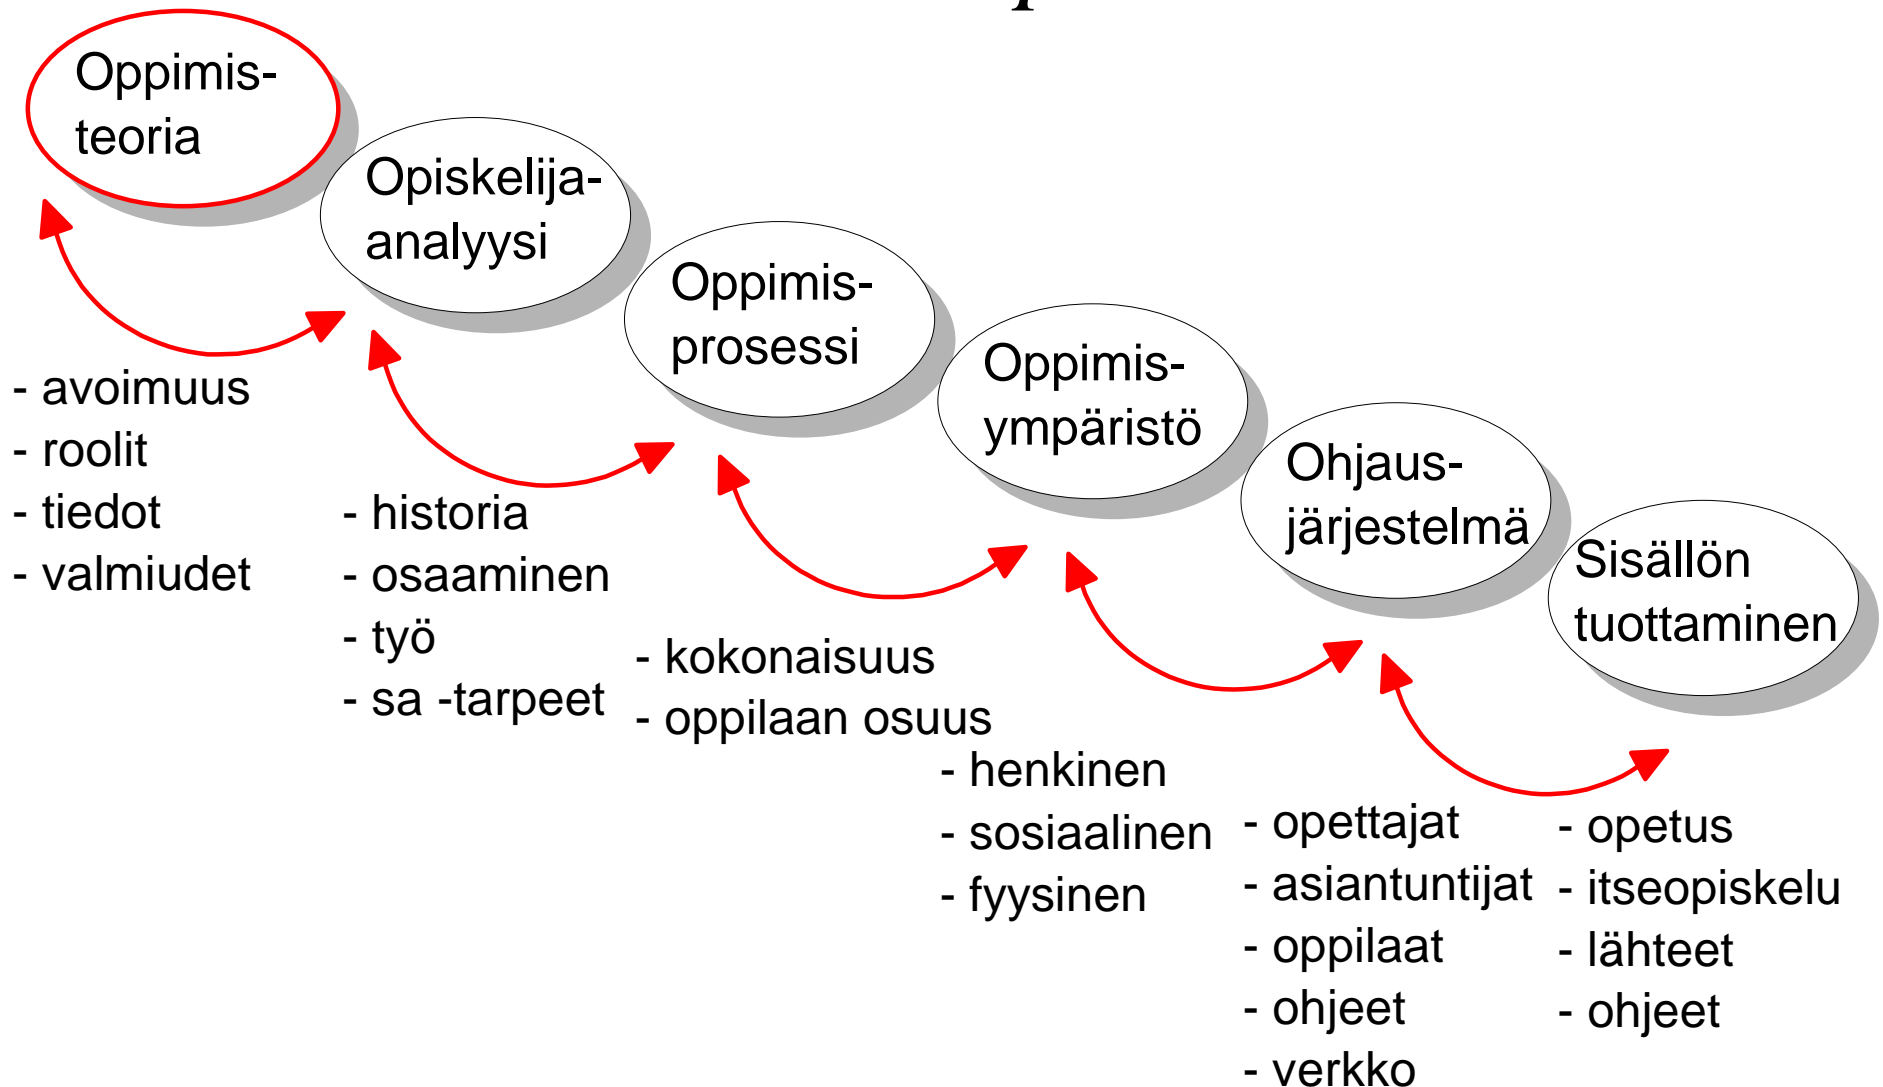 Oppimis-
teoria
- avoimuus
- roolit
- tiedot
- valmiudet
Opiskelija-
analyysi
- historia
- osaaminen
- työ
- sa -tarpeet
Oppimis-
prosessi
- kokonaisuus
- oppilaan osuus
Oppimis-
ympäristö
- henkinen
- sosiaalinen
- fyysinen
Ohjaus-
järjestelmä
- opettajat
- asiantuntijat
- oppilaat
- ohjeet
- verkko
Sisällön
tuottaminen
- opetus
- itseopiskelu
- lähteet
- ohjeet